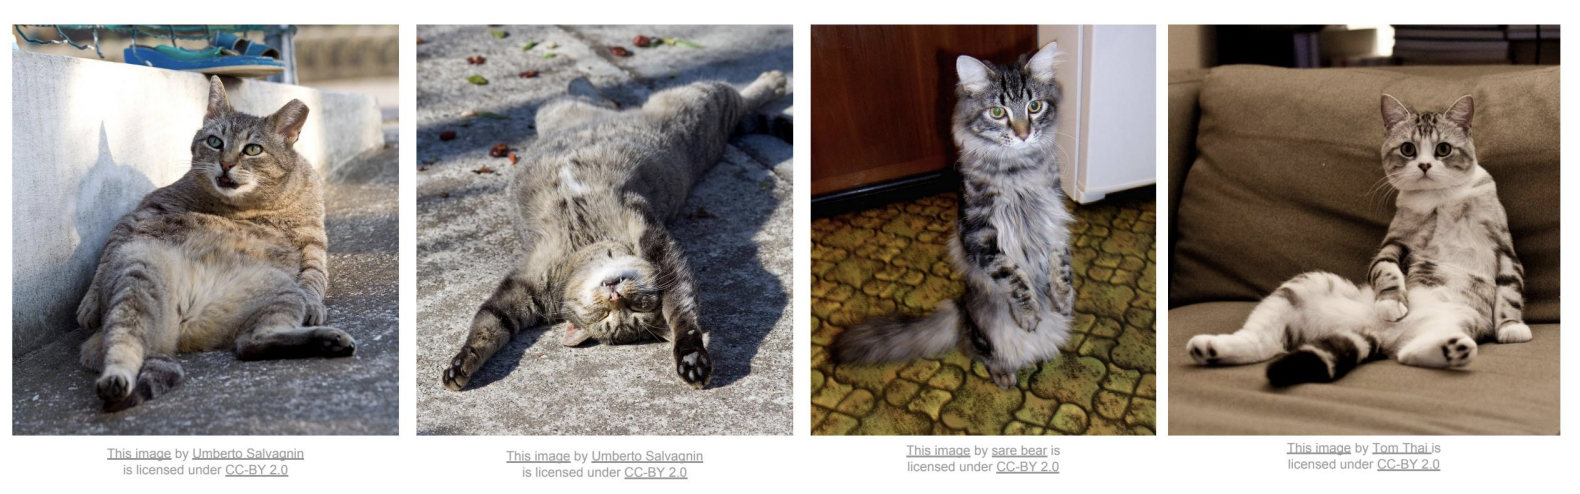 This image by Umberto Salvagnin
is licensed under CC-BY 2.0
This image by Umberto Salvagnin
is licensed under CC-BY 2.0
This image by sare bear is
licensed under CC-BY 2.0
This image by Tom Thai is
licensed under CC-BY 2.0